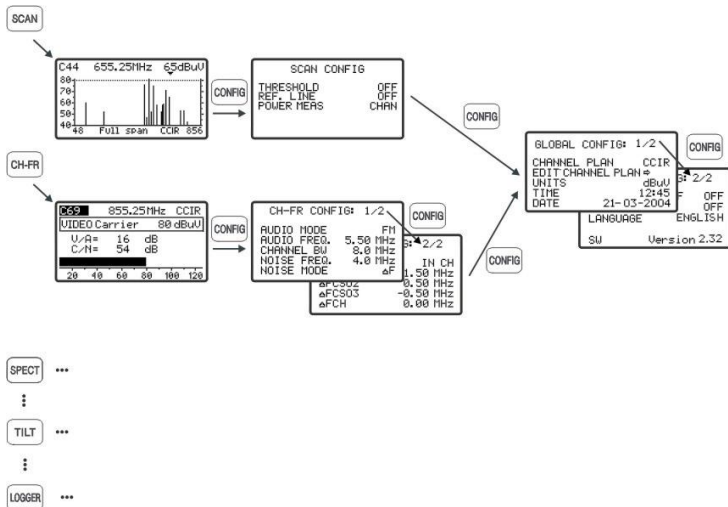 SCAN
C44 655.25MHz 65dBuV
80
70
60
50
40
48 Full span CCIR 856
CONFIG
SCAN CONFIG
THRESHOLD OFF
REF. LINE OFF
POWER MEAS CHAN
CONFIG
CH-FR
C69 855.25MHz CCIR
VIDEO Carrier 80 dBuV
V/A= 16 dB
C/N= 54 dB
20 40 60 80 100 120
CONFIG
CH-FR CONFIG: 1/2
AUDIO MODE FM
AUDIO FREQ. 5.50 MHz
CHANNEL BW 8.0 MHz
NOISE FREQ. 4.0 MHz
NOISE MODE ΔF
CONFIG
G: 2/2
IN CH
1.50 MHz
ΔFCSO2 0.50 MHz
ΔFCSO3 -0.50 MHz
ΔFCH 0.00 MHz
CONFIG
GLOBAL CONFIG: 1/2
CHANNEL PLAN CCIR
EDIT CHANNEL PLAN ⇨
UNITS dBuV
TIME 12:45
DATE 21-03-2004
CONFIG
G: 2/2
OFF
OFF
LANGUAGE ENGLISH
SW Version 2.32
SPECT ...
TILT ...
LOGGER ...